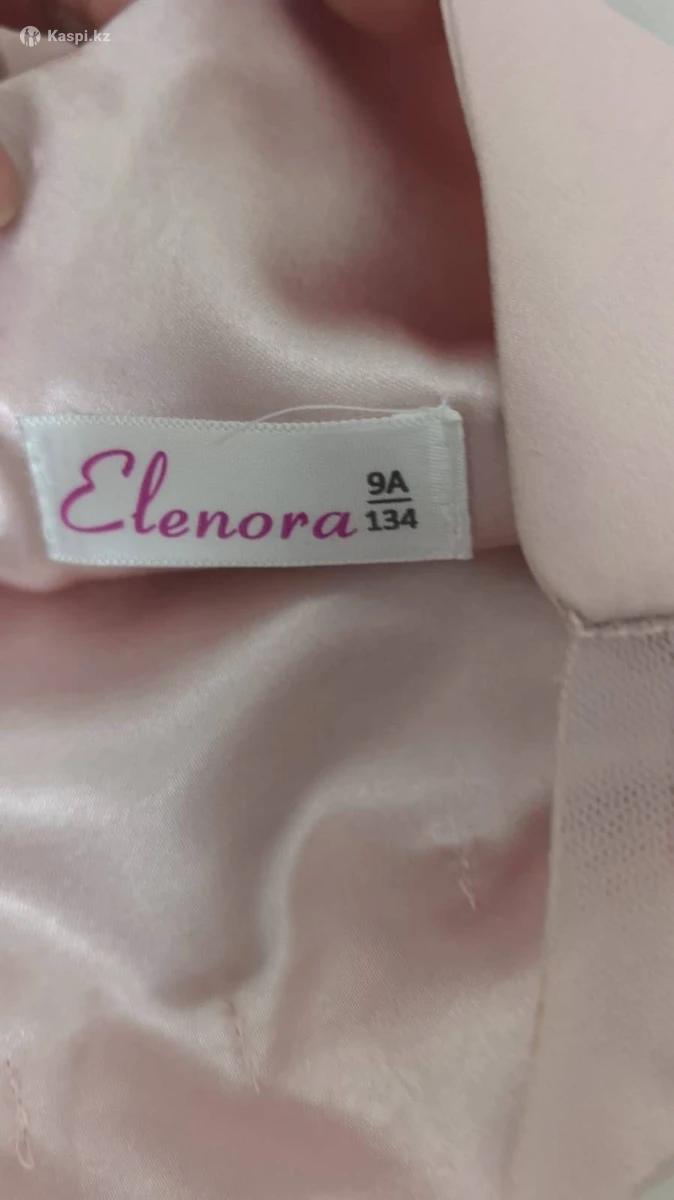 Kaspi.kz
Elenora
9A
134